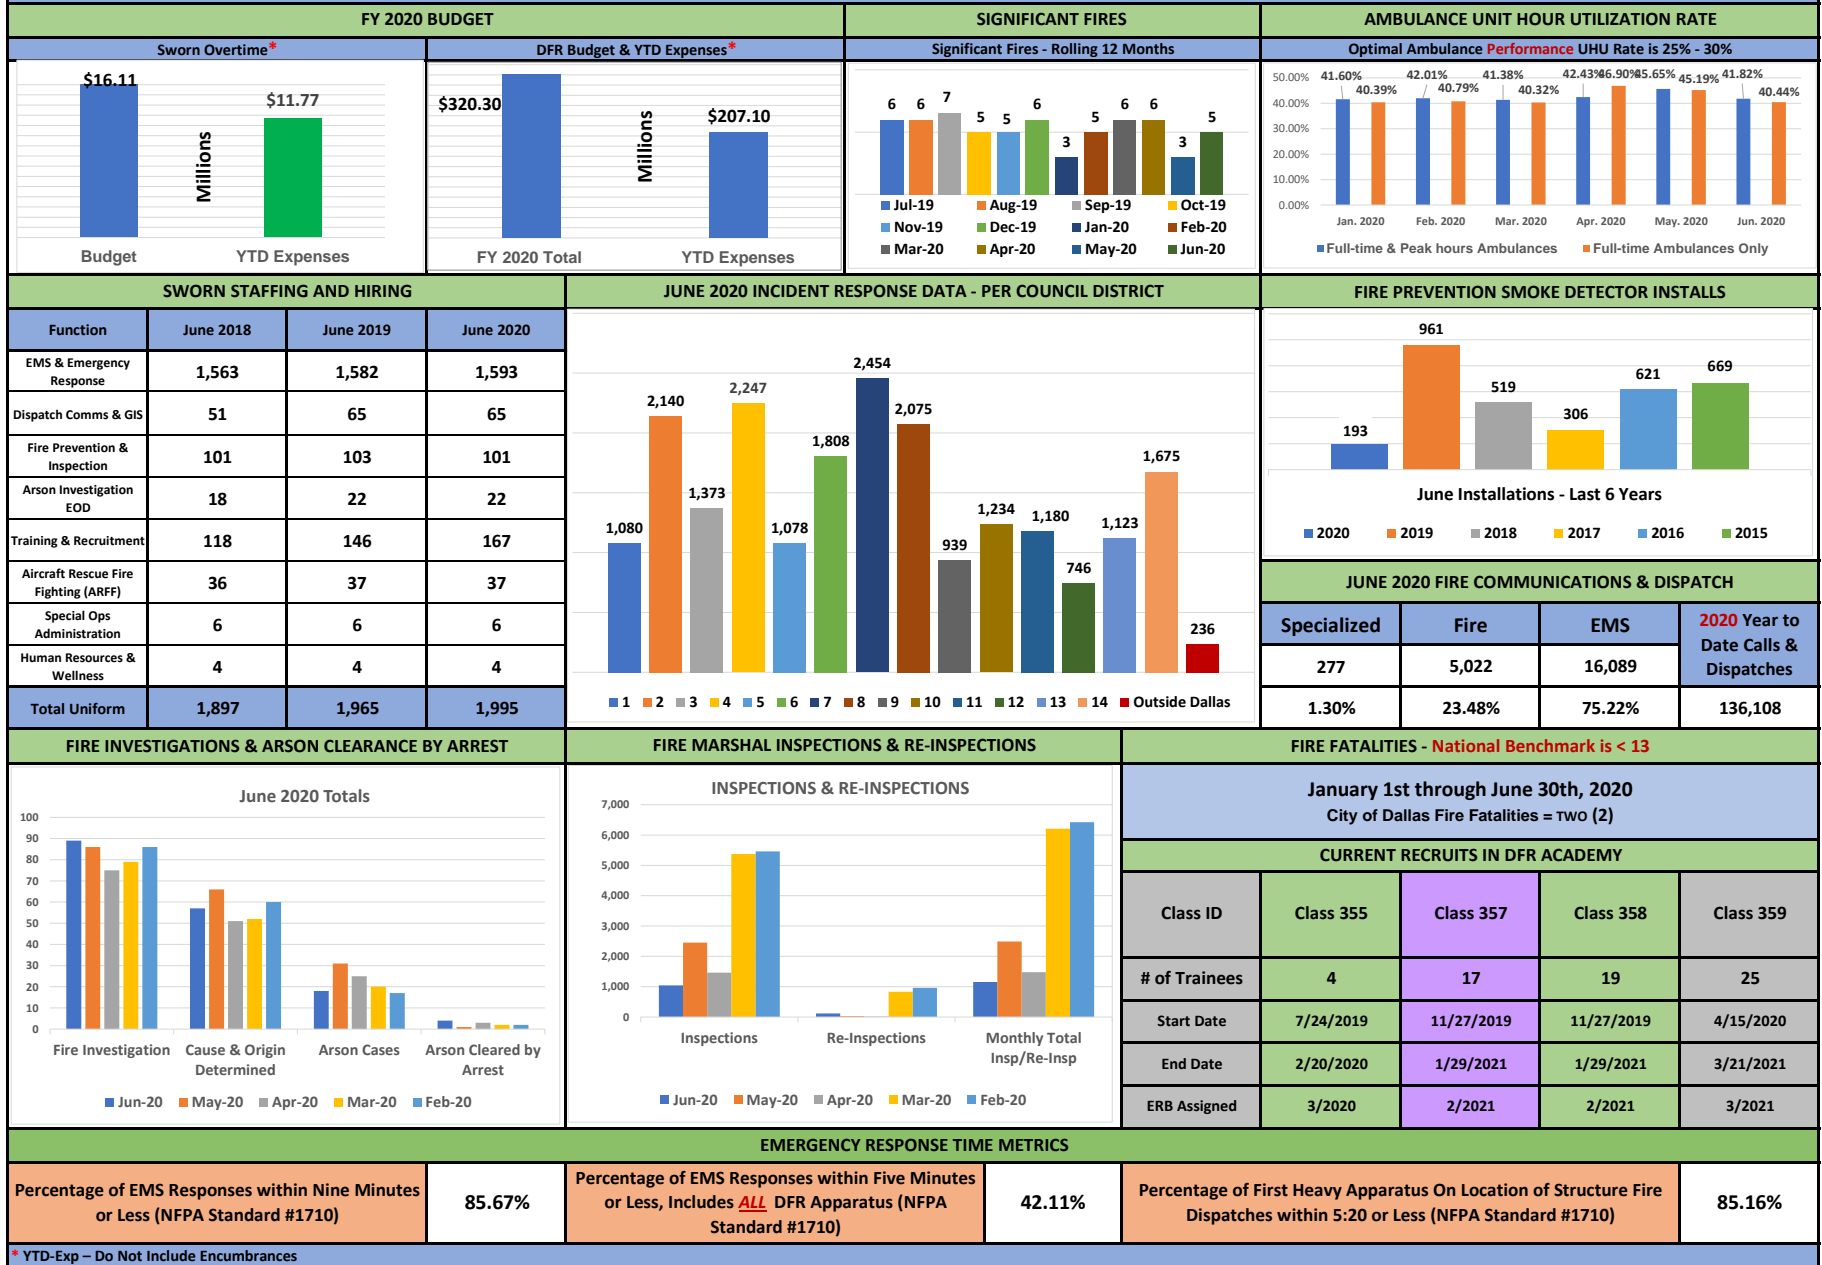 FY 2020 BUDGET
Sworn Overtime*
$16.11
$11.77
Millions
Budget
YTD Expenses
DFR Budget & YTD Expenses*
$320.30
$207.10
Millions
FY 2020 Total
YTD Expenses
SIGNIFICANT FIRES
Significant Fires - Rolling 12 Months
6 6 7 5 5 6 3 5 6 6 3 5
Jul-19 Aug-19 Sep-19 Oct-19
Nov-19 Dec-19 Jan-20 Feb-20
Mar-20 Apr-20 May-20 Jun-20
AMBULANCE UNIT HOUR UTILIZATION RATE
Optimal Ambulance Performance UHU Rate is 25% - 30%
50.00%
40.00%
30.00%
20.00%
10.00%
0.00%
41.60% 40.39% 42.01% 40.79% 41.38% 40.32% 42.43% 46.90% 45.65% 45.19% 41.82% 40.44%
Jan. 2020 Feb. 2020 Mar. 2020 Apr. 2020 May. 2020 Jun. 2020
Full-time & Peak hours Ambulances Full-time Ambulances Only
SWORN STAFFING AND HIRING
Function June 2018 June 2019 June 2020
EMS & Emergency
Response 1,563 1,582 1,593
Dispatch Comms & GIS 51 65 65
Fire Prevention &
Inspection 101 103 101
Arson Investigation
EOD 18 22 22
Training & Recruitment 118 146 167
Aircraft Rescue Fire
Fighting (ARFF) 36 37 37
Special Ops
Administration 6 6 6
Human Resources &
Wellness 4 4 4
Total Uniform 1,897 1,965 1,995
JUNE 2020 INCIDENT RESPONSE DATA - PER COUNCIL DISTRICT
1,080 2,140 1,373 2,247 1,078 1,808 2,454 2,075 939 1,234 1,180 746 1,123 1,675 236
1 2 3 4 5 6 7 8 9 10 11 12 13 14 Outside Dallas
FIRE PREVENTION SMOKE DETECTOR INSTALLS
193 961 519 306 621 669
June Installations - Last 6 Years
2020 2019 2018 2017 2016 2015
JUNE 2020 FIRE COMMUNICATIONS & DISPATCH
Specialized Fire EMS
2020 Year to
Date Calls &
Dispatches
277 5,022 16,089
1.30% 23.48% 75.22% 136,108
FIRE INVESTIGATIONS & ARSON CLEARANCE BY ARREST
June 2020 Totals
100
90
80
70
60
50
40
30
20
10
0
Fire Investigation Cause & Origin Arson Cases Arson Cleared by
Determined Arrest
Jun-20 May-20 Apr-20 Mar-20 Feb-20
FIRE MARSHAL INSPECTIONS & RE-INSPECTIONS
INSPECTIONS & RE-INSPECTIONS
7,000
6,000
5,000
4,000
3,000
2,000
1,000
0
Inspections Re-Inspections Monthly Total
Insp/Re-Insp
Jun-20 May-20 Apr-20 Mar-20 Feb-20
FIRE FATALITIES - National Benchmark is < 13
January 1st through June 30th, 2020
City of Dallas Fire Fatalities = TWO (2)
CURRENT RECRUITS IN DFR ACADEMY
Class ID Class 355 Class 357 Class 358 Class 359
# of Trainees 4 17 19 25
Start Date 7/24/2019 11/27/2019 11/27/2019 4/15/2020
End Date 2/20/2020 1/29/2021 1/29/2021 3/21/2021
ERB Assigned 3/2020 2/2021 2/2021 3/2021
EMERGENCY RESPONSE TIME METRICS
Percentage of EMS Responses within Nine Minutes
or Less (NFPA Standard #1710)
85.67%
Percentage of EMS Responses within Five Minutes
or Less, Includes ALL DFR Apparatus (NFPA
Standard #1710)
42.11%
Percentage of First Heavy Apparatus On Location of Structure Fire
Dispatches within 5:20 or Less (NFPA Standard #1710)
85.16%
* YTD-Exp – Do Not Include Encumbrances